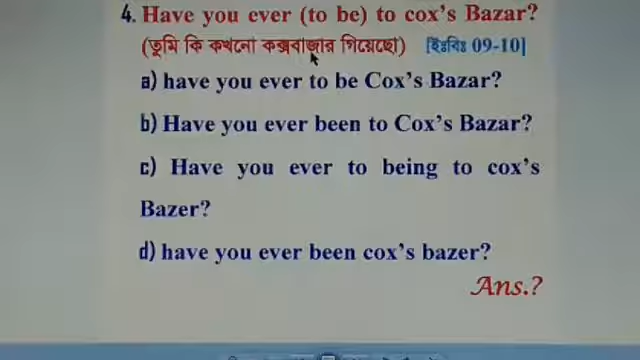 4. Have you ever (to be) to cox's Bazar?
(তুমি কি কখনো কক্সবাজার গিয়েছো) [ইঃবিঃ 09-10]
a) have you ever to be Cox's Bazar?
b) Have you ever been to Cox's Bazar?
c) Have you ever to being to cox's
Bazer?
d) have you ever been cox's bazer?
Ans.?